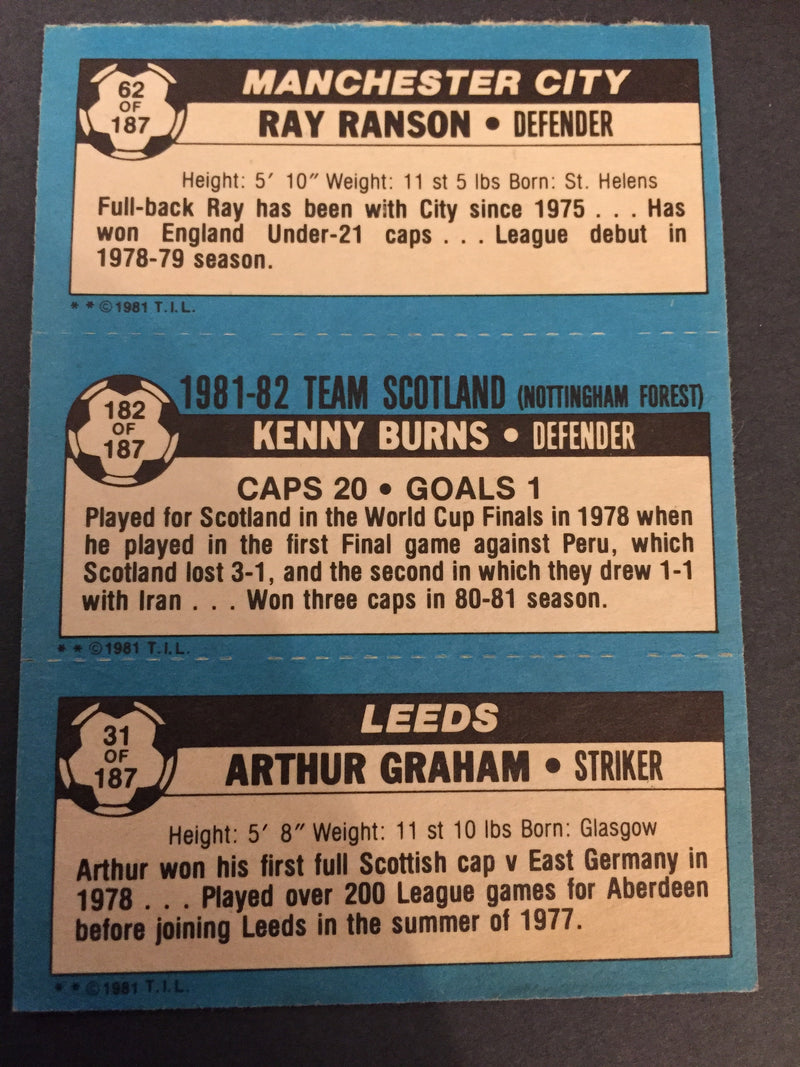 62
OF
187
MANCHESTER CITY
RAY RANSON • DEFENDER
Height: 5′ 10″ Weight: 11 st 5 lbs Born: St. Helens
Full-back Ray has been with City since 1975 . . . Has
won England Under-21 caps . . . League debut in
1978-79 season.
* * ©1981 T.I.L.
182
OF
187
1981-82 TEAM SCOTLAND (NOTTINGHAM FOREST)
KENNY BURNS • DEFENDER
CAPS 20 • GOALS 1
Played for Scotland in the World Cup Finals in 1978 when
he played in the first Final game against Peru, which
Scotland lost 3-1, and the second in which they drew 1-1
with Iran . . . Won three caps in 80-81 season.
* * ©1981 T.I.L.
31
OF
187
LEEDS
ARTHUR GRAHAM • STRIKER
Height: 5′ 8″ Weight: 11 st 10 lbs Born: Glasgow
Arthur won his first full Scottish cap v East Germany in
1978 . . . Played over 200 League games for Aberdeen
before joining Leeds in the summer of 1977.
* * ©1981 T.I.L.